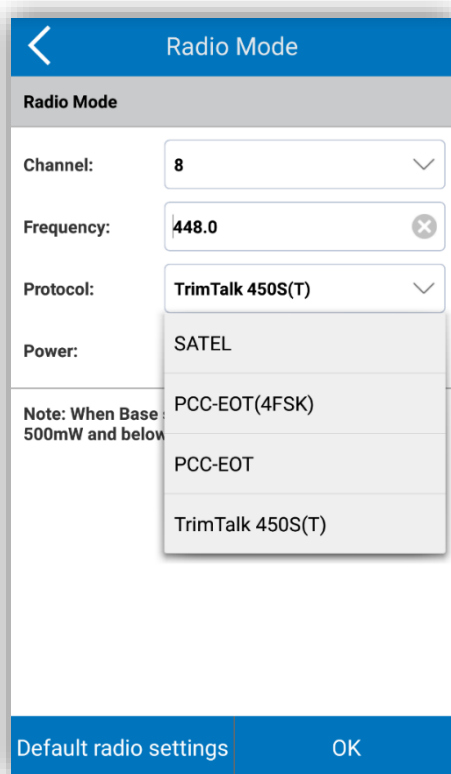 Radio Mode
Radio Mode
Channel: 8
Frequency: 448.0
Protocol: TrimTalk 450S(T)
Power:
SATEL
PCC-EOT(4FSK)
PCC-EOT
TrimTalk 450S(T)
Note: When Base
500mW and below
Default radio settings OK